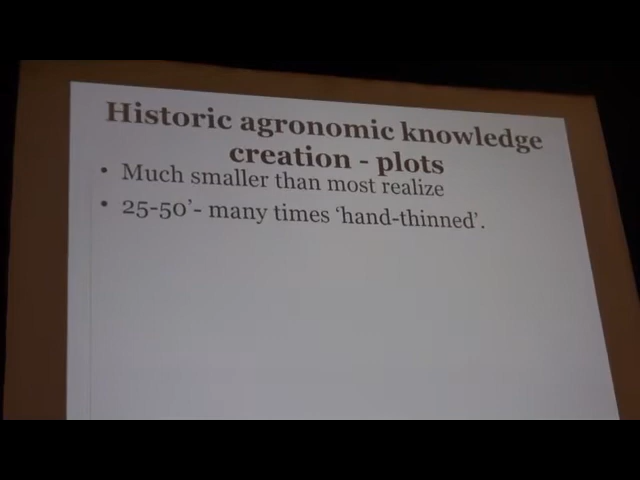 Historic agronomic knowledge
creation - plots
• Much smaller than most realize
• 25-50’- many times ‘hand-thinned’.